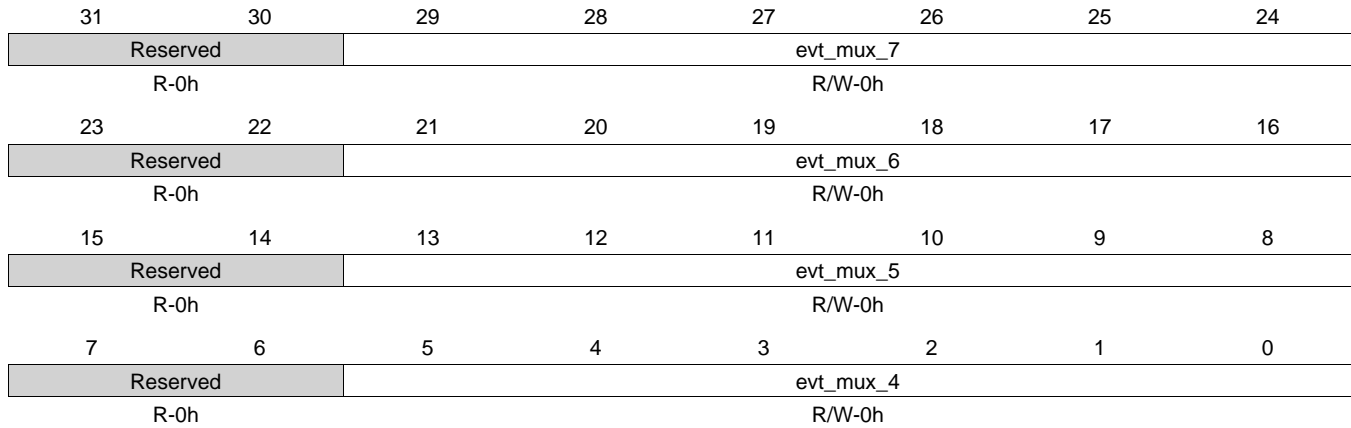 31 30 29 28 27 26 25 24
Reserved evt_mux_7
R-0h R/W-0h
23 22 21 20 19 18 17 16
Reserved evt_mux_6
R-0h R/W-0h
15 14 13 12 11 10 9 8
Reserved evt_mux_5
R-0h R/W-0h
7 6 5 4 3 2 1 0
Reserved evt_mux_4
R-0h R/W-0h